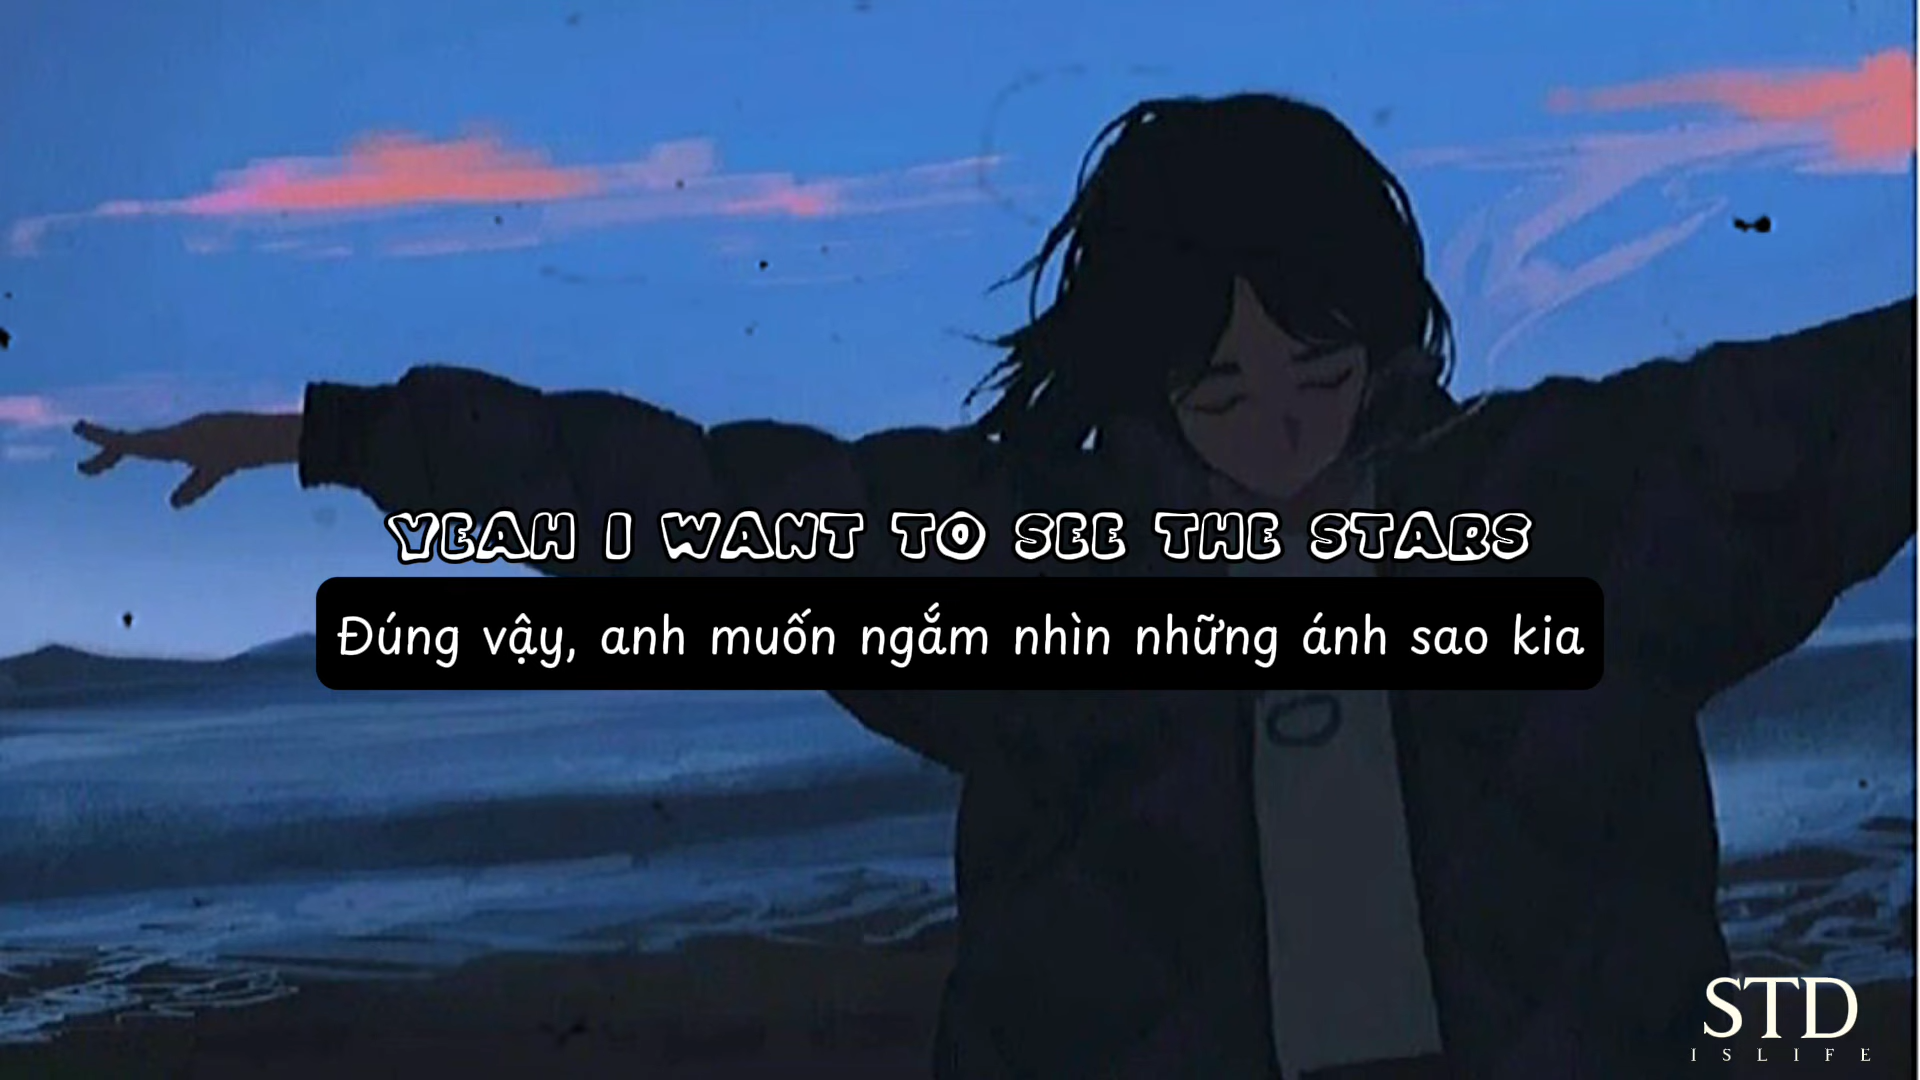 YEAH I WANT TO SEE THE STARS
Đúng vậy, anh muốn ngắm nhìn những ánh sao kia
STD
ISLIFE